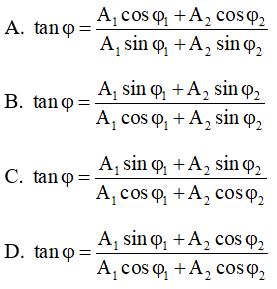 A. tan φ = (A₁ cos φ₁ + A₂ cos φ₂) / (A₁ sin φ₁ + A₂ sin φ₂)
B. tan φ = (A₁ sin φ₁ + A₂ sin φ₂) / (A₁ cos φ₁ + A₂ sin φ₂)
C. tan φ = (A₁ sin φ₁ + A₂ sin φ₂) / (A₁ cos φ₁ + A₂ cos φ₂)
D. tan φ = (A₁ sin φ₁ + A₂ cos φ₂) / (A₁ cos φ₁ + A₂ cos φ₂)